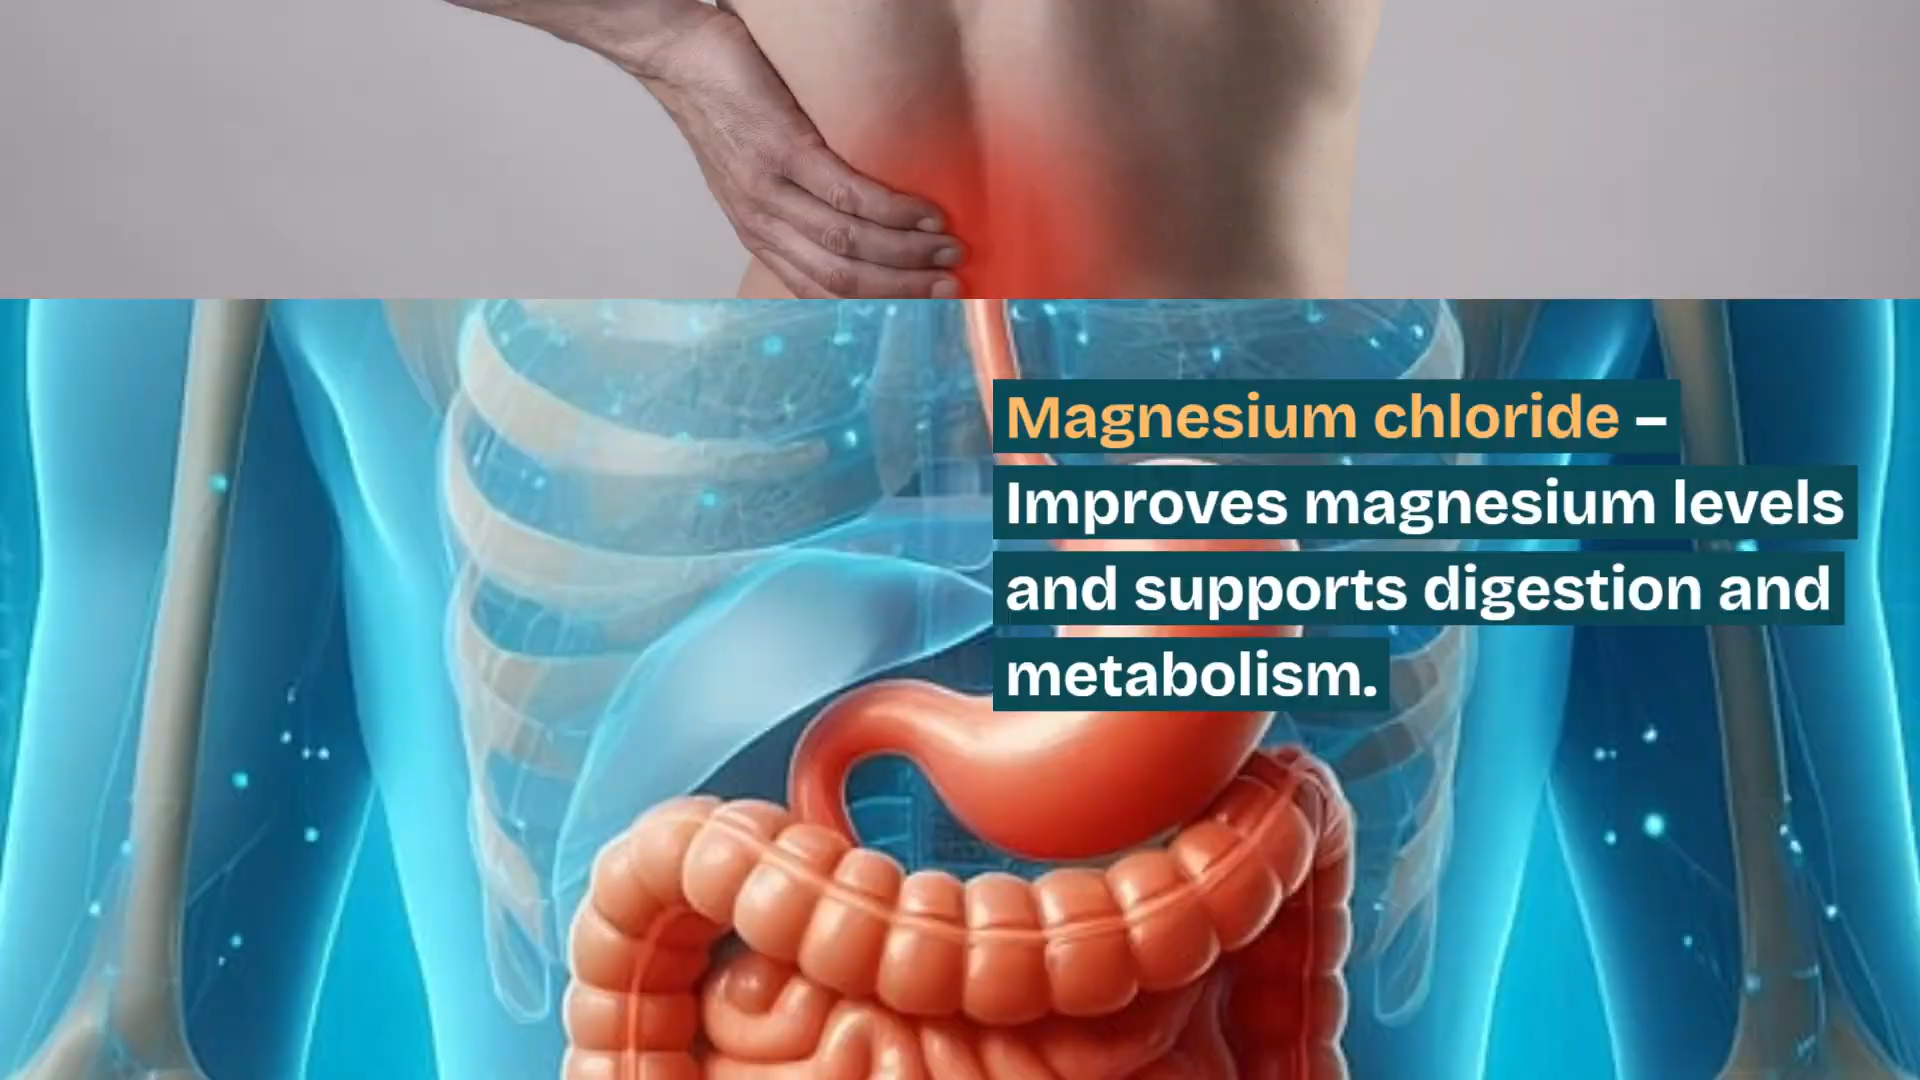 Magnesium chloride –
Improves magnesium levels
and supports digestion and
metabolism.